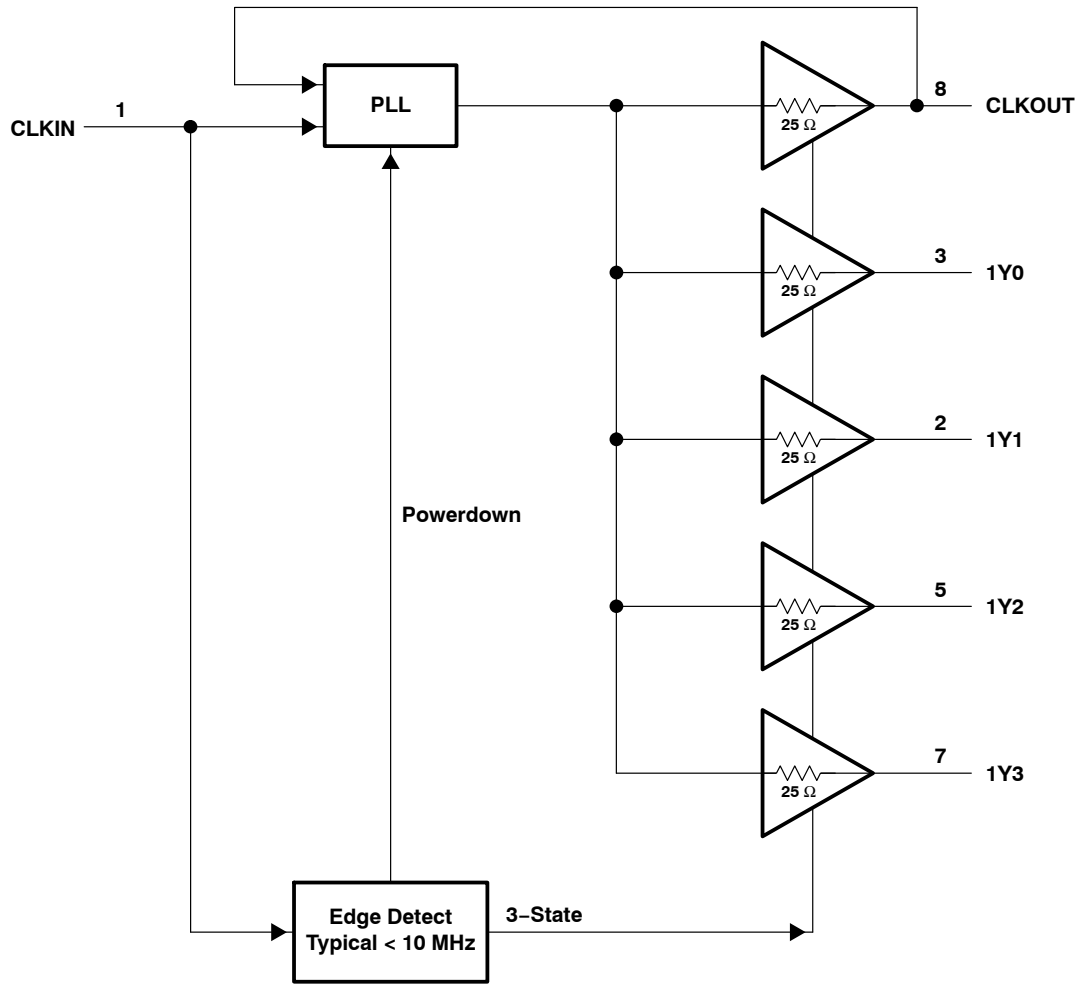 PLL
25 Ω
8
CLKOUT
CLKIN
1
25 Ω
3
1Y0
25 Ω
2
1Y1
Powerdown
25 Ω
5
1Y2
25 Ω
7
1Y3
Edge Detect
Typical < 10 MHz
3–State